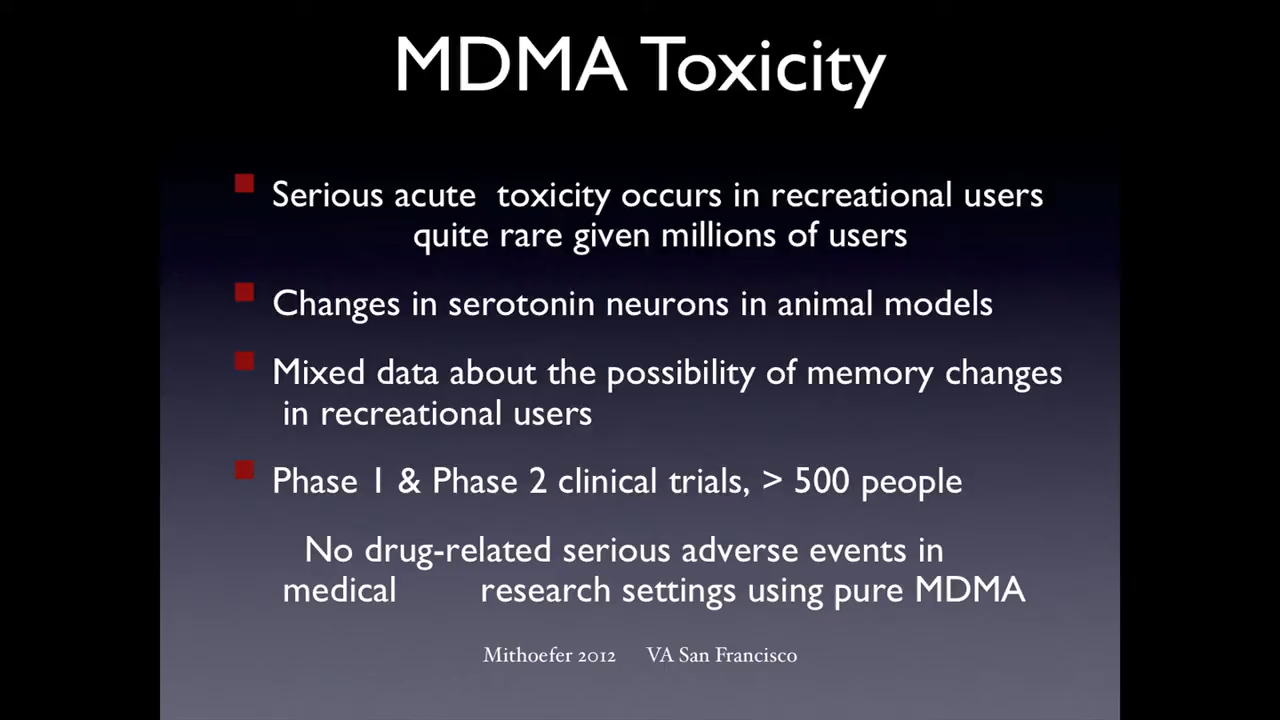 MDMA Toxicity
Serious acute toxicity occurs in recreational users
quite rare given millions of users
Changes in serotonin neurons in animal models
Mixed data about the possibility of memory changes
in recreational users
Phase 1 & Phase 2 clinical trials, > 500 people
No drug-related serious adverse events in
medical research settings using pure MDMA
Mithoefer 2012 VA San Francisco